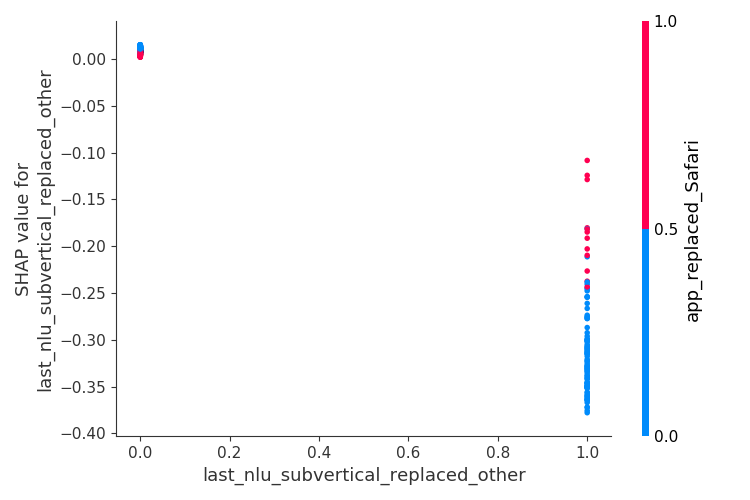 0.00
−0.05
−0.10
−0.15
−0.20
−0.25
−0.30
−0.35
−0.40
SHAP value for
last_nlu_subvertical_replaced_other
0.0 0.2 0.4 0.6 0.8 1.0
last_nlu_subvertical_replaced_other
1.0
0.5
0.0
app_replaced_Safari